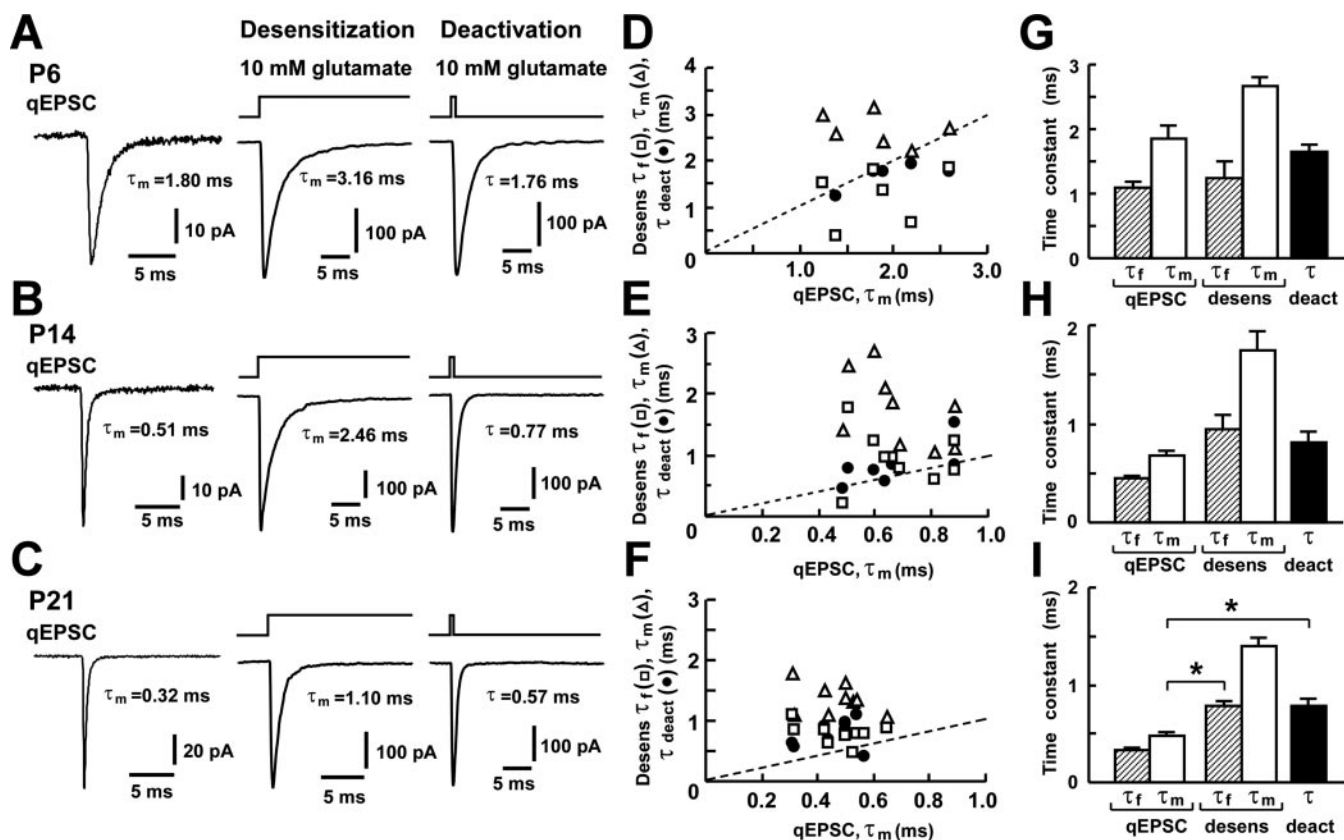 A
P6
qEPSC
Desensitization
10 mM glutamate
Deactivation
10 mM glutamate
τm=1.80 ms
10 pA
5 ms
τm=3.16 ms
100 pA
5 ms
τ=1.76 ms
100 pA
5 ms
B
P14
qEPSC
τm=0.51 ms
10 pA
5 ms
τm=2.46 ms
100 pA
5 ms
τ=0.77 ms
100 pA
5 ms
C
P21
qEPSC
τm=0.32 ms
20 pA
5 ms
τm=1.10 ms
100 pA
5 ms
τ=0.57 ms
100 pA
5 ms
D
Desens τf(□), τm(Δ),
τ deact (●) (ms)
4
3
2
1
0
1.0 2.0 3.0
qEPSC, τm (ms)
E
Desens τf(□), τm(Δ),
τ deact (●) (ms)
3
2
1
0
0.2 0.4 0.6 0.8 1.0
qEPSC, τm (ms)
F
Desens τf(□), τm(Δ),
τ deact (●) (ms)
3
2
1
0
0.2 0.4 0.6 0.8 1.0
qEPSC, τm (ms)
G
Time constant (ms)
3
2
1
0
τf τm τf τm τ
qEPSC desens deact
H
Time constant (ms)
2
1
0
τf τm τf τm τ
qEPSC desens deact
I
Time constant (ms)
2
1
0
*
*
τf τm τf τm τ
qEPSC desens deact